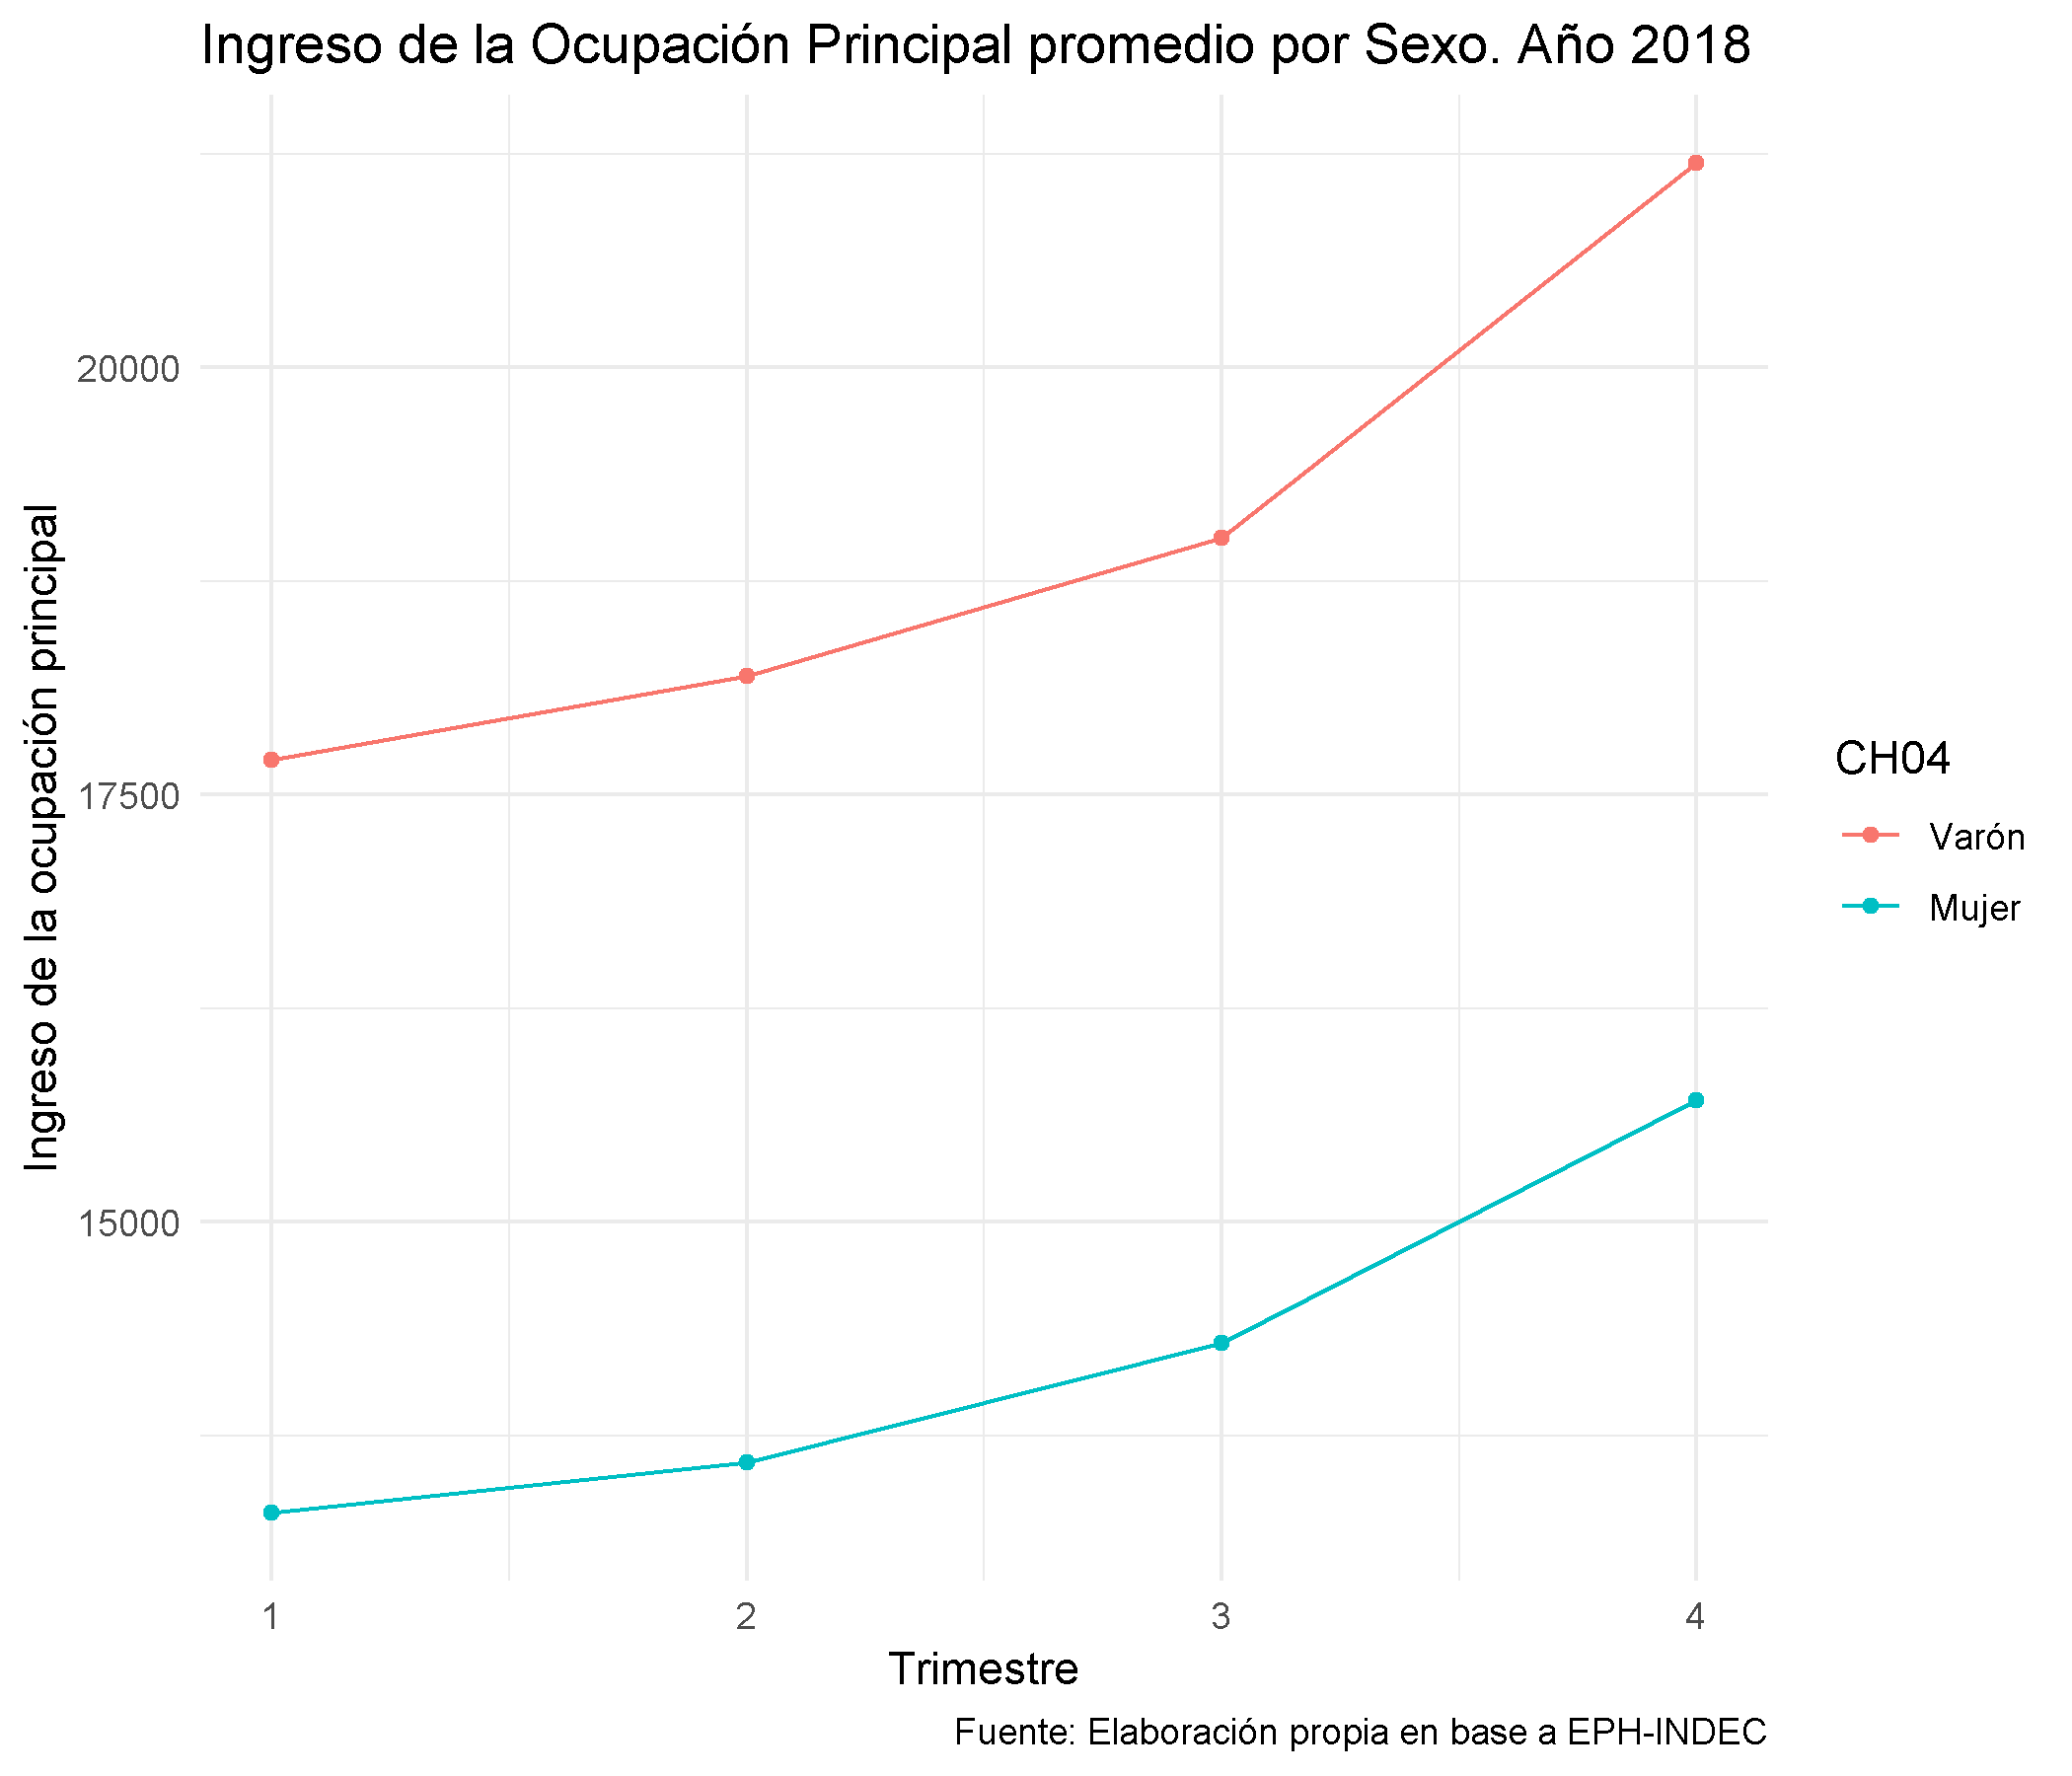 Ingreso de la Ocupación Principal promedio por Sexo. Año 2018
Ingreso de la ocupación principal
20000
17500
15000
1 2 3 4
Trimestre
CH04
Varón
Mujer
Fuente: Elaboración propia en base a EPH-INDEC